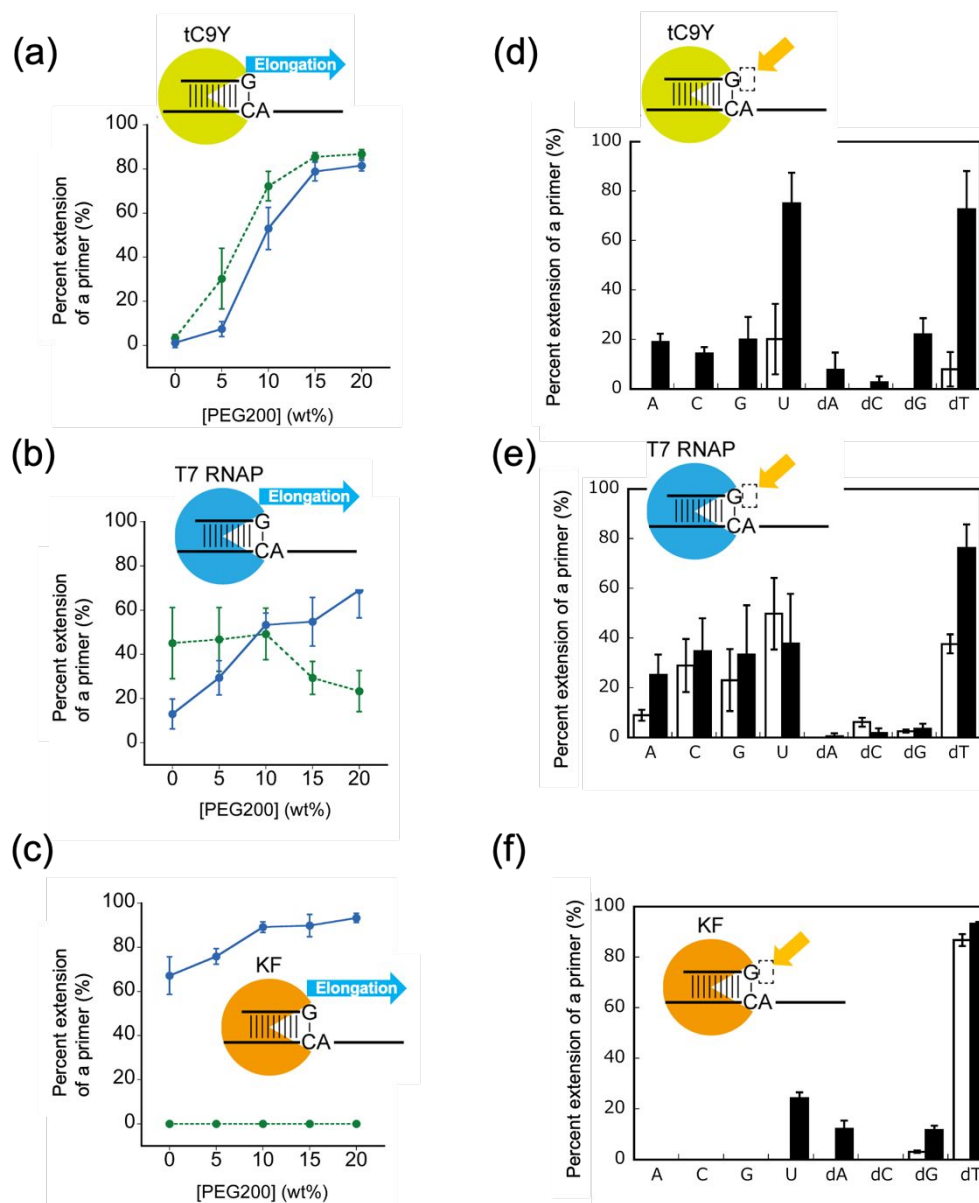 (a)
tC9Y
Elongation
G
CA
Percent extension
of a primer (%)
100
80
60
40
20
0
0 5 10 15 20
[PEG200] (wt%)
(d)
tC9Y
G
CA
Percent extension of a primer (%)
100
80
60
40
20
0
A C G U dA dC dG dT
(b)
T7 RNAP
Elongation
G
CA
Percent extension
of a primer (%)
100
80
60
40
20
0
0 5 10 15 20
[PEG200] (wt%)
(e)
T7 RNAP
G
CA
Percent extension of a primer (%)
100
80
60
40
20
0
A C G U dA dC dG dT
(c)
KF
Elongation
G
CA
Percent extension
of a primer (%)
100
80
60
40
20
0
0 5 10 15 20
[PEG200] (wt%)
(f)
KF
G
CA
Percent extension of a primer (%)
100
80
60
40
20
0
A C G U dA dC dG dT